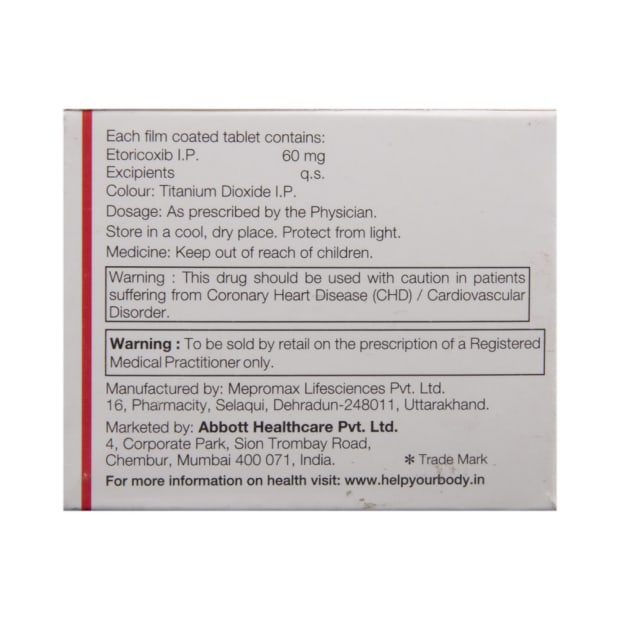 Each film coated tablet contains:
Etoricoxib I.P. 60 mg
Excipients q.s.
Colour: Titanium Dioxide I.P.
Dosage: As prescribed by the Physician.
Store in a cool, dry place. Protect from light.
Medicine: Keep out of reach of children.
Warning : This drug should be used with caution in patients
suffering from Coronary Heart Disease (CHD) / Cardiovascular
Disorder.
Warning : To be sold by retail on the prescription of a Registered
Medical Practitioner only.
Manufactured by: Mepromax Lifesciences Pvt. Ltd.
16, Pharmacity, Selaqui, Dehradun-248011, Uttarakhand.
Marketed by: Abbott Healthcare Pvt. Ltd.
4, Corporate Park, Sion Trombay Road,
Chembur, Mumbai 400 071, India. * Trade Mark
For more information on health visit: www.helpyourbody.in